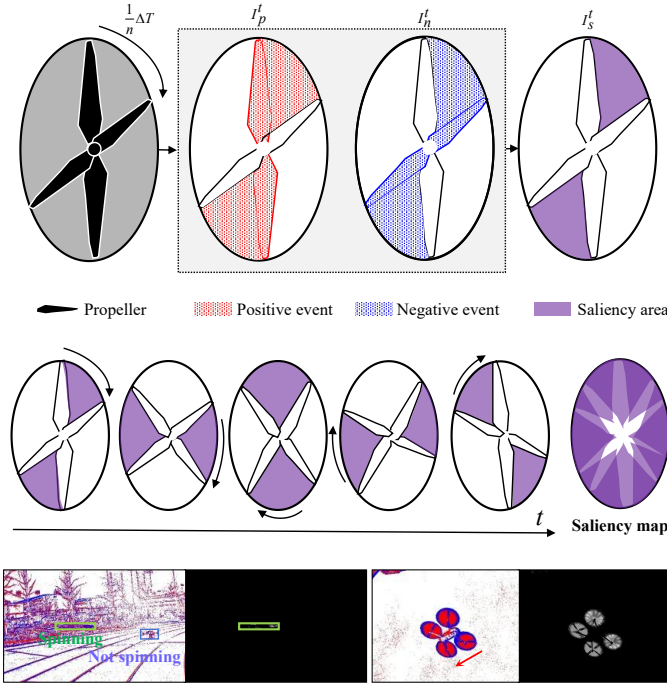 1/n ΔT
I_p^t
I_n^t
I_s^t
Propeller
Positive event
Negative event
Saliency area
t
Saliency map
Spinning
Not spinning